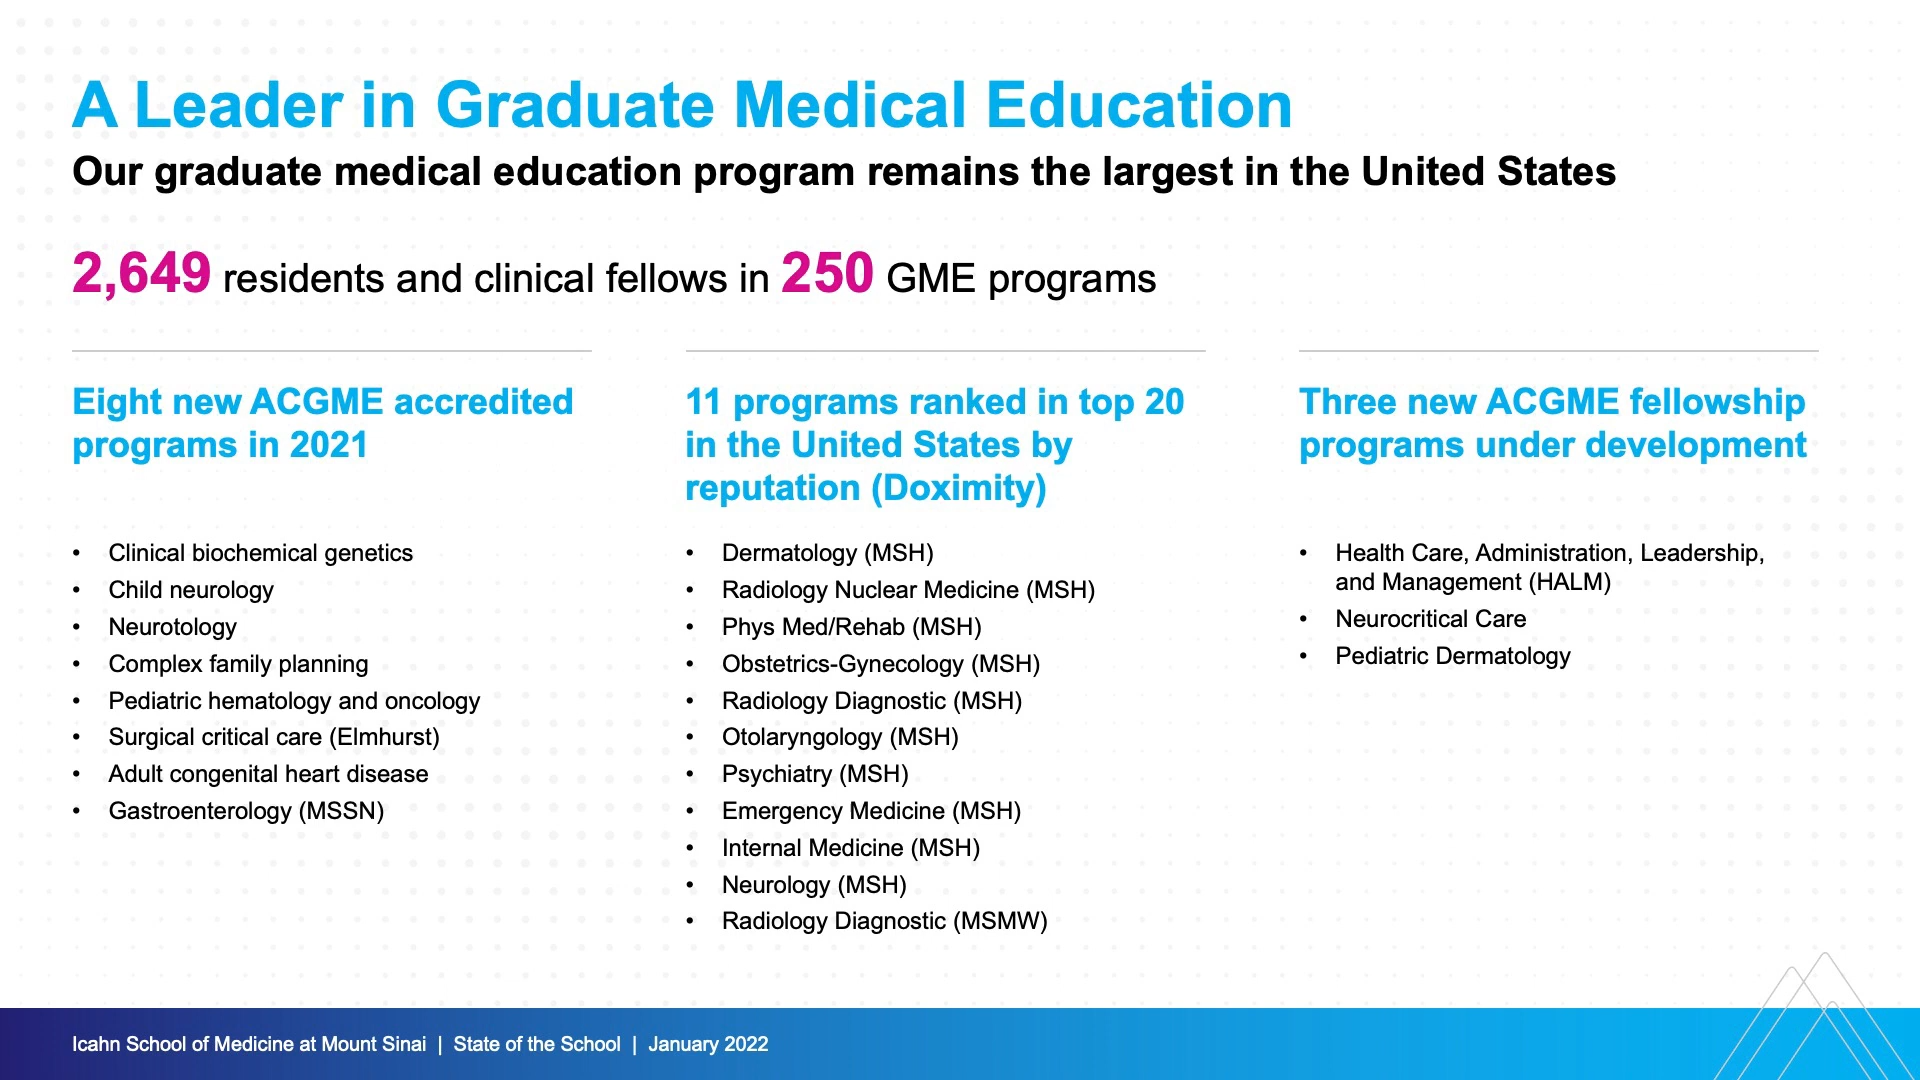 A Leader in Graduate Medical Education
Our graduate medical education program remains the largest in the United States
2,649 residents and clinical fellows in 250 GME programs
Eight new ACGME accredited
programs in 2021
• Clinical biochemical genetics
• Child neurology
• Neurotology
• Complex family planning
• Pediatric hematology and oncology
• Surgical critical care (Elmhurst)
• Adult congenital heart disease
• Gastroenterology (MSSN)
11 programs ranked in top 20
in the United States by
reputation (Doximity)
• Dermatology (MSH)
• Radiology Nuclear Medicine (MSH)
• Phys Med/Rehab (MSH)
• Obstetrics-Gynecology (MSH)
• Radiology Diagnostic (MSH)
• Otolaryngology (MSH)
• Psychiatry (MSH)
• Emergency Medicine (MSH)
• Internal Medicine (MSH)
• Neurology (MSH)
• Radiology Diagnostic (MSMW)
Three new ACGME fellowship
programs under development
• Health Care, Administration, Leadership,
and Management (HALM)
• Neurocritical Care
• Pediatric Dermatology
Icahn School of Medicine at Mount Sinai | State of the School | January 2022